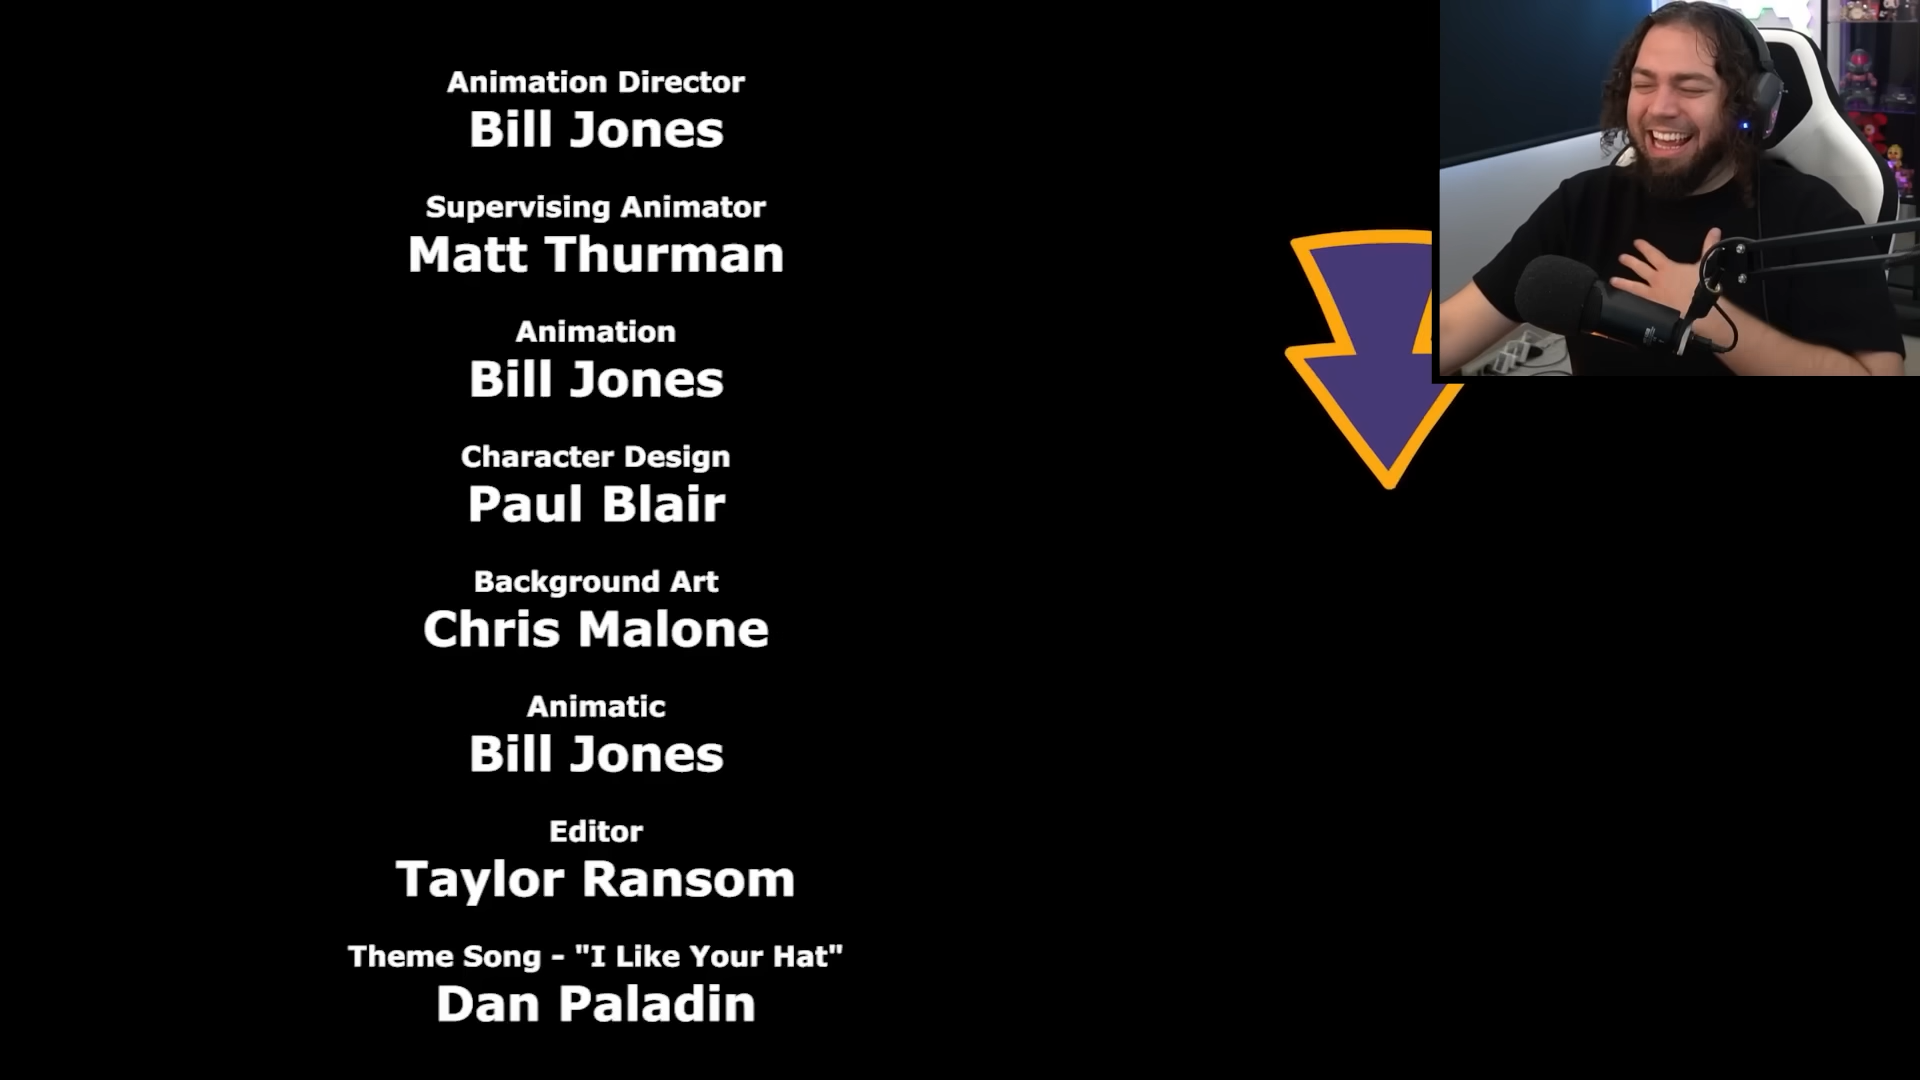 Animation Director
Bill Jones
Supervising Animator
Matt Thurman
Animation
Bill Jones
Character Design
Paul Blair
Background Art
Chris Malone
Animatic
Bill Jones
Editor
Taylor Ransom
Theme Song - "I Like Your Hat"
Dan Paladin